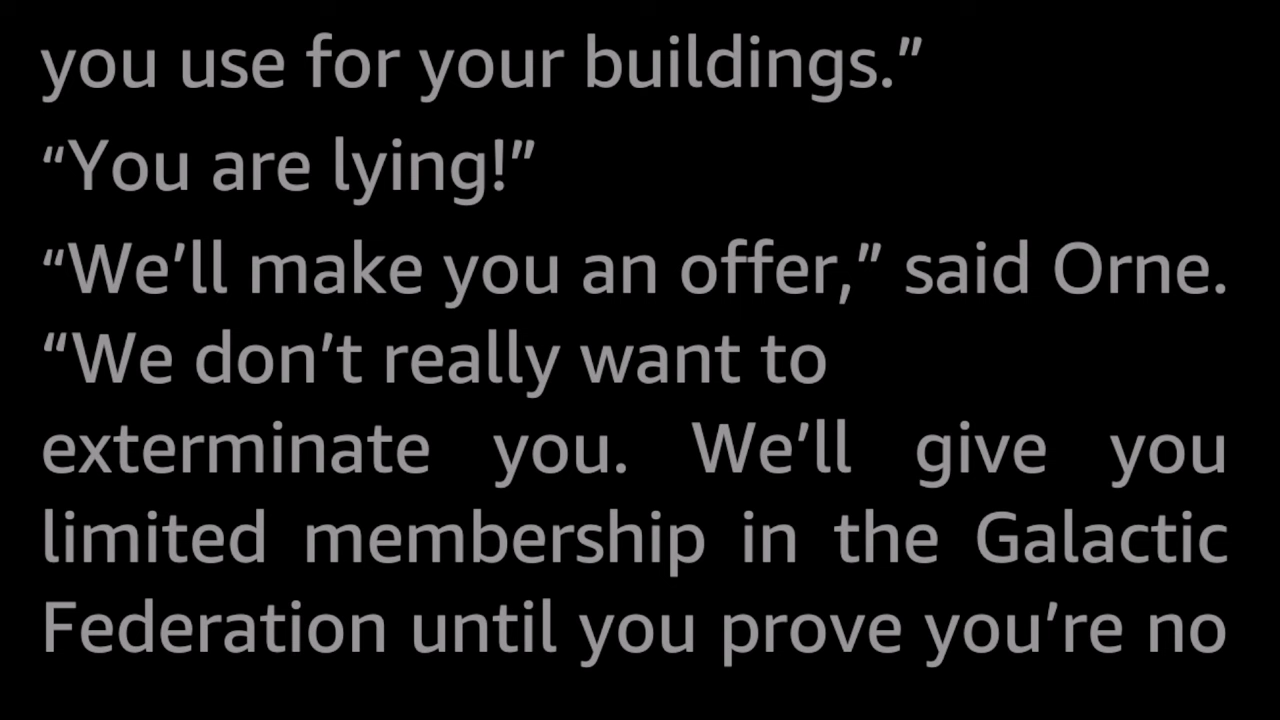 you use for your buildings.”
“You are lying!”
“We’ll make you an offer,” said Orne.
“We don’t really want to
exterminate you. We’ll give you
limited membership in the Galactic
Federation until you prove you’re no